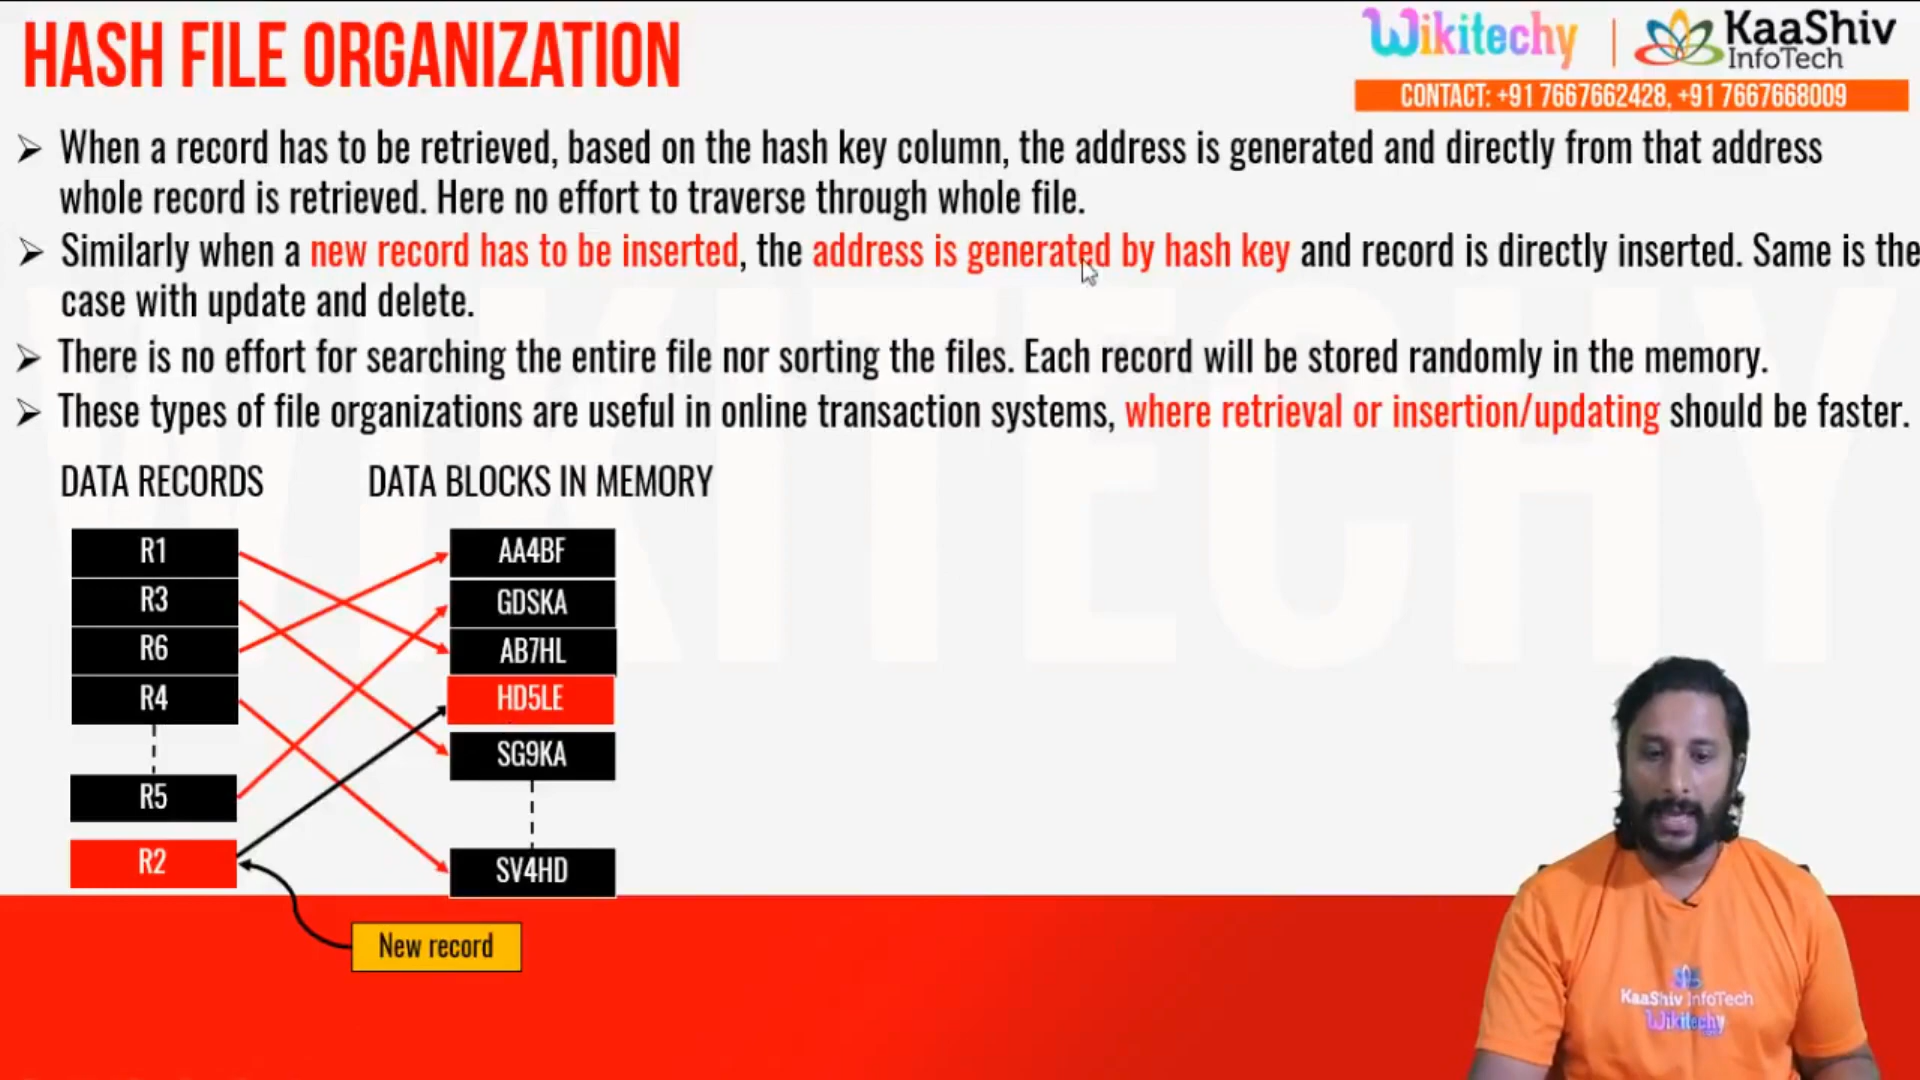 HASH FILE ORGANIZATION
Wikitechy
KaaShiv
InfoTech
CONTACT: +91 7667662428, +91 7667668009
➢ When a record has to be retrieved, based on the hash key column, the address is generated and directly from that address
whole record is retrieved. Here no effort to traverse through whole file.
➢ Similarly when a new record has to be inserted, the address is generated by hash key and record is directly inserted. Same is the
case with update and delete.
➢ There is no effort for searching the entire file nor sorting the files. Each record will be stored randomly in the memory.
➢ These types of file organizations are useful in online transaction systems, where retrieval or insertion/updating should be faster.
DATA RECORDS
R1
R3
R6
R4
R5
R2
DATA BLOCKS IN MEMORY
AA4BF
GDSKA
AB7HL
HD5LE
SG9KA
SV4HD
New record
WIKITECHY
KaaShiv InfoTech
Wikitechy